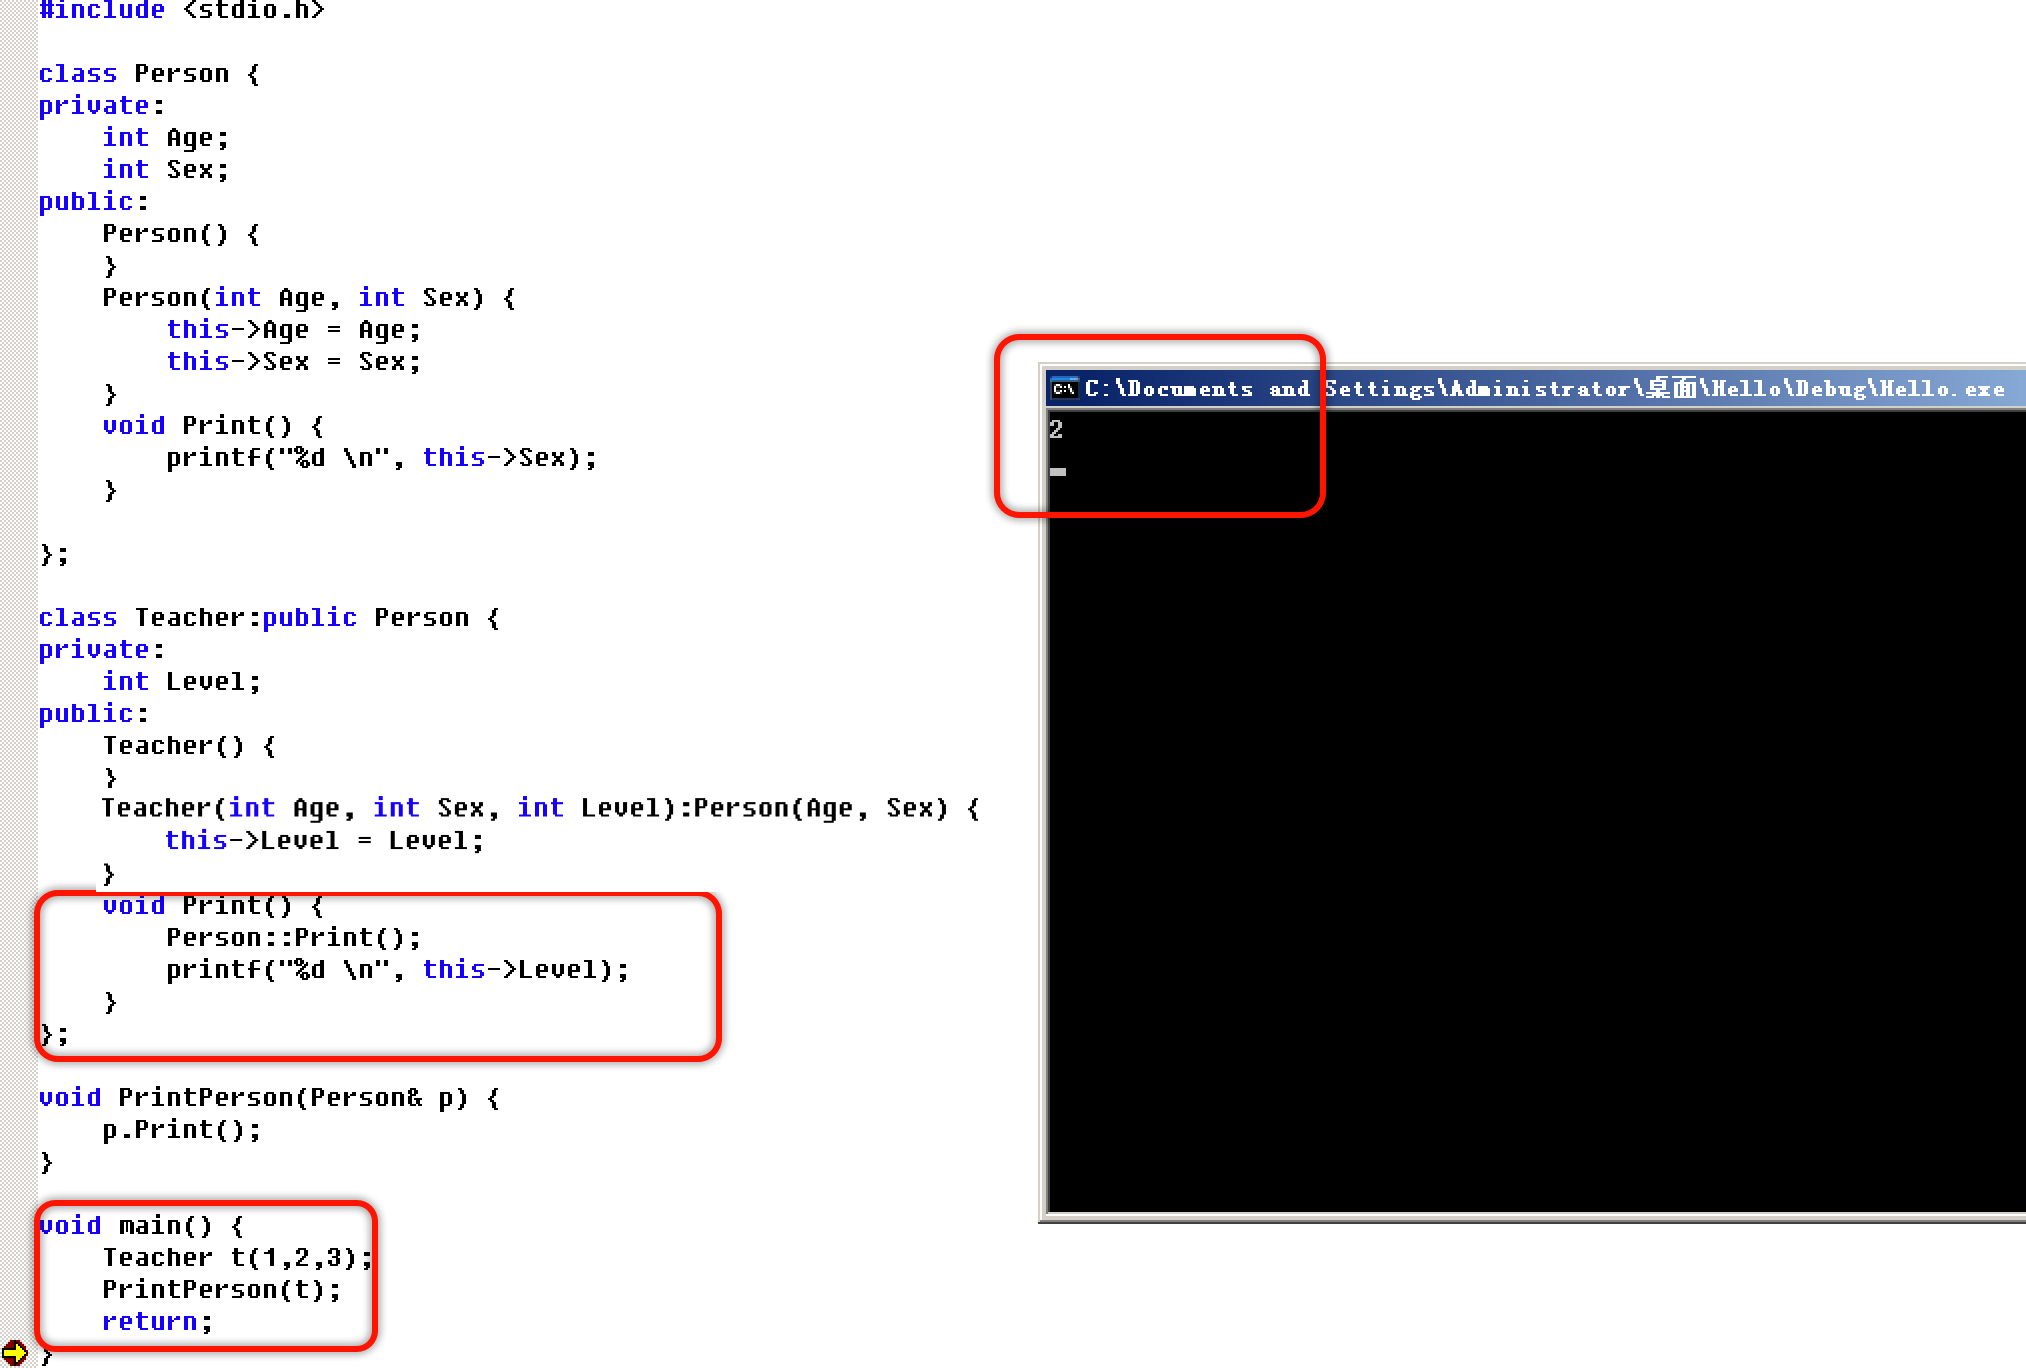 #include <stdio.h>
class Person {
private:
    int Age;
    int Sex;
public:
    Person() {
    }
    Person(int Age, int Sex) {
        this->Age = Age;
        this->Sex = Sex;
    }
    void Print() {
        printf("%d \n", this->Sex);
    }
};
class Teacher:public Person {
private:
    int Level;
public:
    Teacher() {
    }
    Teacher(int Age, int Sex, int Level):Person(Age, Sex) {
        this->Level = Level;
    }
    void Print() {
        Person::Print();
        printf("%d \n", this->Level);
    }
};
void PrintPerson(Person& p) {
    p.Print();
}
void main() {
    Teacher t(1,2,3);
    PrintPerson(t);
    return;
}
C:\Documents and Settings\Administrator\桌面\Hello\Debug\Hello.exe
2